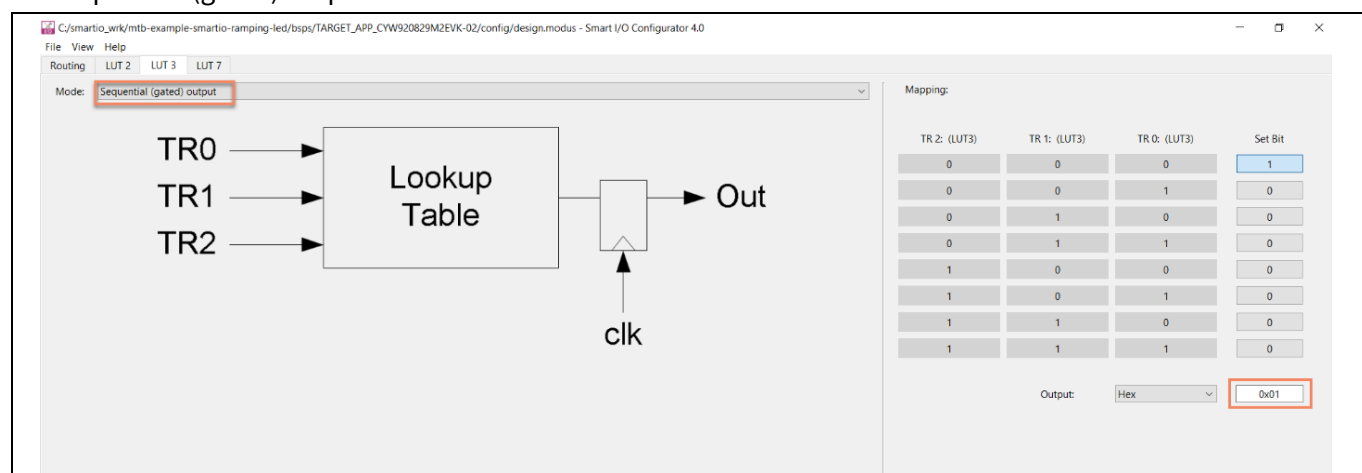 C:/smartio_wrk/mtb-example-smartio-ramping-led/bsps/TARGET_APP_CYW920829M2EVK-02/config/design.modus - Smart I/O Configurator 4.0
File View Help
Routing LUT 2 LUT 3 LUT 7
Mode: Sequential (gated) output
TR0
TR1
TR2
Lookup
Table
Out
clk
Mapping:
TR 2: (LUT3) TR 1: (LUT3) TR 0: (LUT3) Set Bit
0 0 0 1
0 0 1 0
0 1 0 0
0 1 1 0
1 0 0 0
1 0 1 0
1 1 0 0
1 1 1 0
Output: Hex 0x01